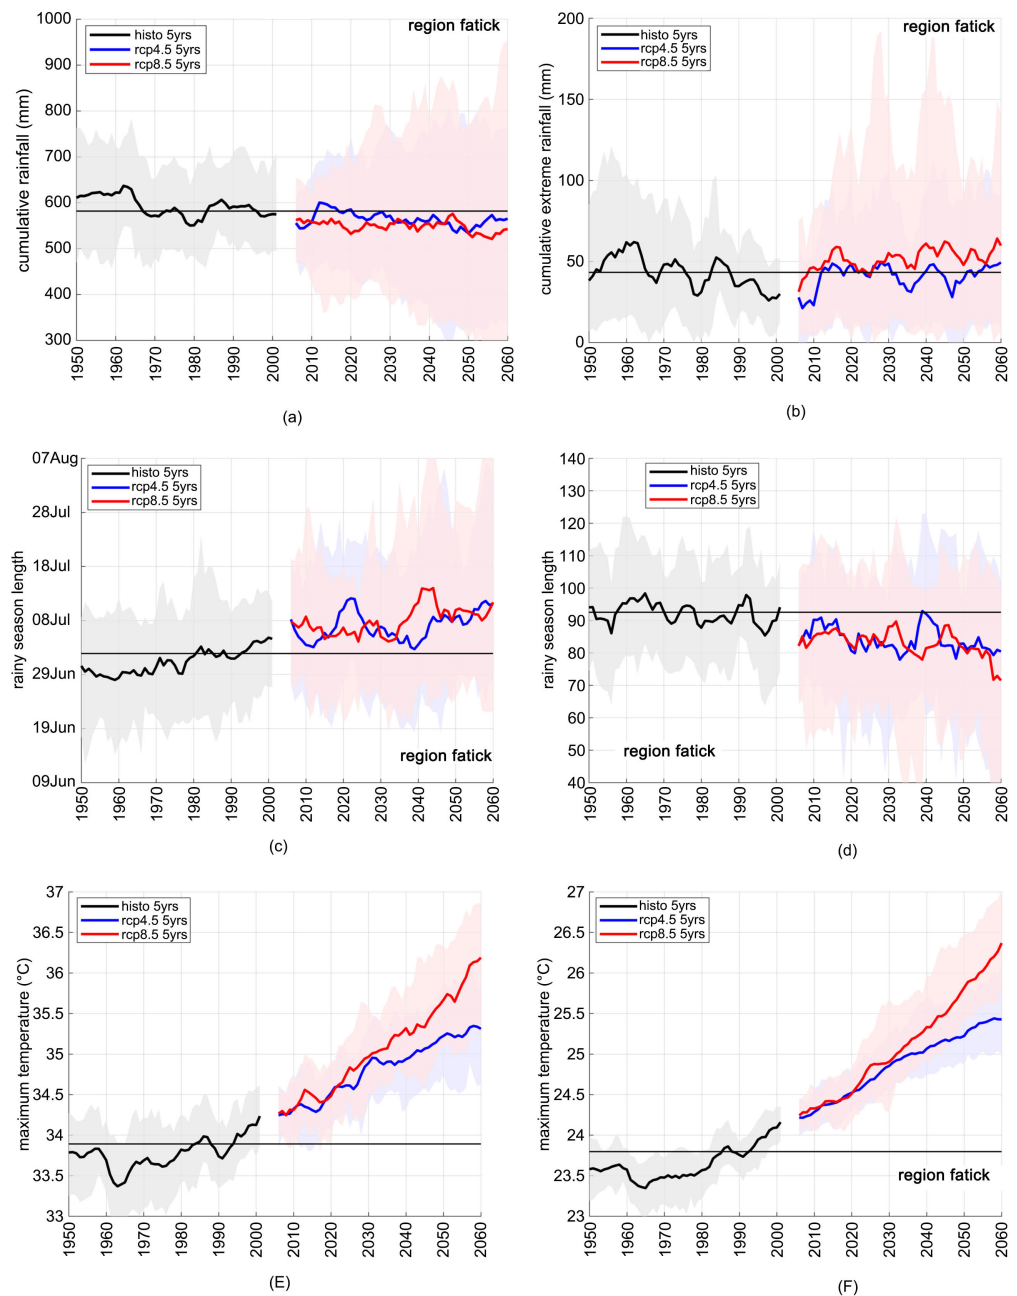 region fatick
histo 5yrs
rcp4.5 5yrs
rcp8.5 5yrs
cumulative rainfall (mm)
1000
900
800
700
600
500
400
300
1950 1960 1970 1980 1990 2000 2010 2020 2030 2040 2050 2060
(a)
region fatick
histo 5yrs
rcp4.5 5yrs
rcp8.5 5yrs
cumulative extreme rainfall (mm)
200
150
100
50
0
1950 1960 1970 1980 1990 2000 2010 2020 2030 2040 2050 2060
(b)
histo 5yrs
rcp4.5 5yrs
rcp8.5 5yrs
rainy season length
07Aug
28Jul
18Jul
08Jul
29Jun
19Jun
09Jun
region fatick
1950 1960 1970 1980 1990 2000 2010 2020 2030 2040 2050 2060
(c)
histo 5yrs
rcp4.5 5yrs
rcp8.5 5yrs
rainy season length
140
130
120
110
100
90
80
70
60
50
40
region fatick
1950 1960 1970 1980 1990 2000 2010 2020 2030 2040 2050 2060
(d)
histo 5yrs
rcp4.5 5yrs
rcp8.5 5yrs
maximum temperature (°C)
37
36.5
36
35.5
35
34.5
34
33.5
33
1950 1960 1970 1980 1990 2000 2010 2020 2030 2040 2050 2060
(E)
histo 5yrs
rcp4.5 5yrs
rcp8.5 5yrs
maximum temperature (°C)
27
26.5
26
25.5
25
24.5
24
23.5
23
region fatick
1950 1960 1970 1980 1990 2000 2010 2020 2030 2040 2050 2060
(F)